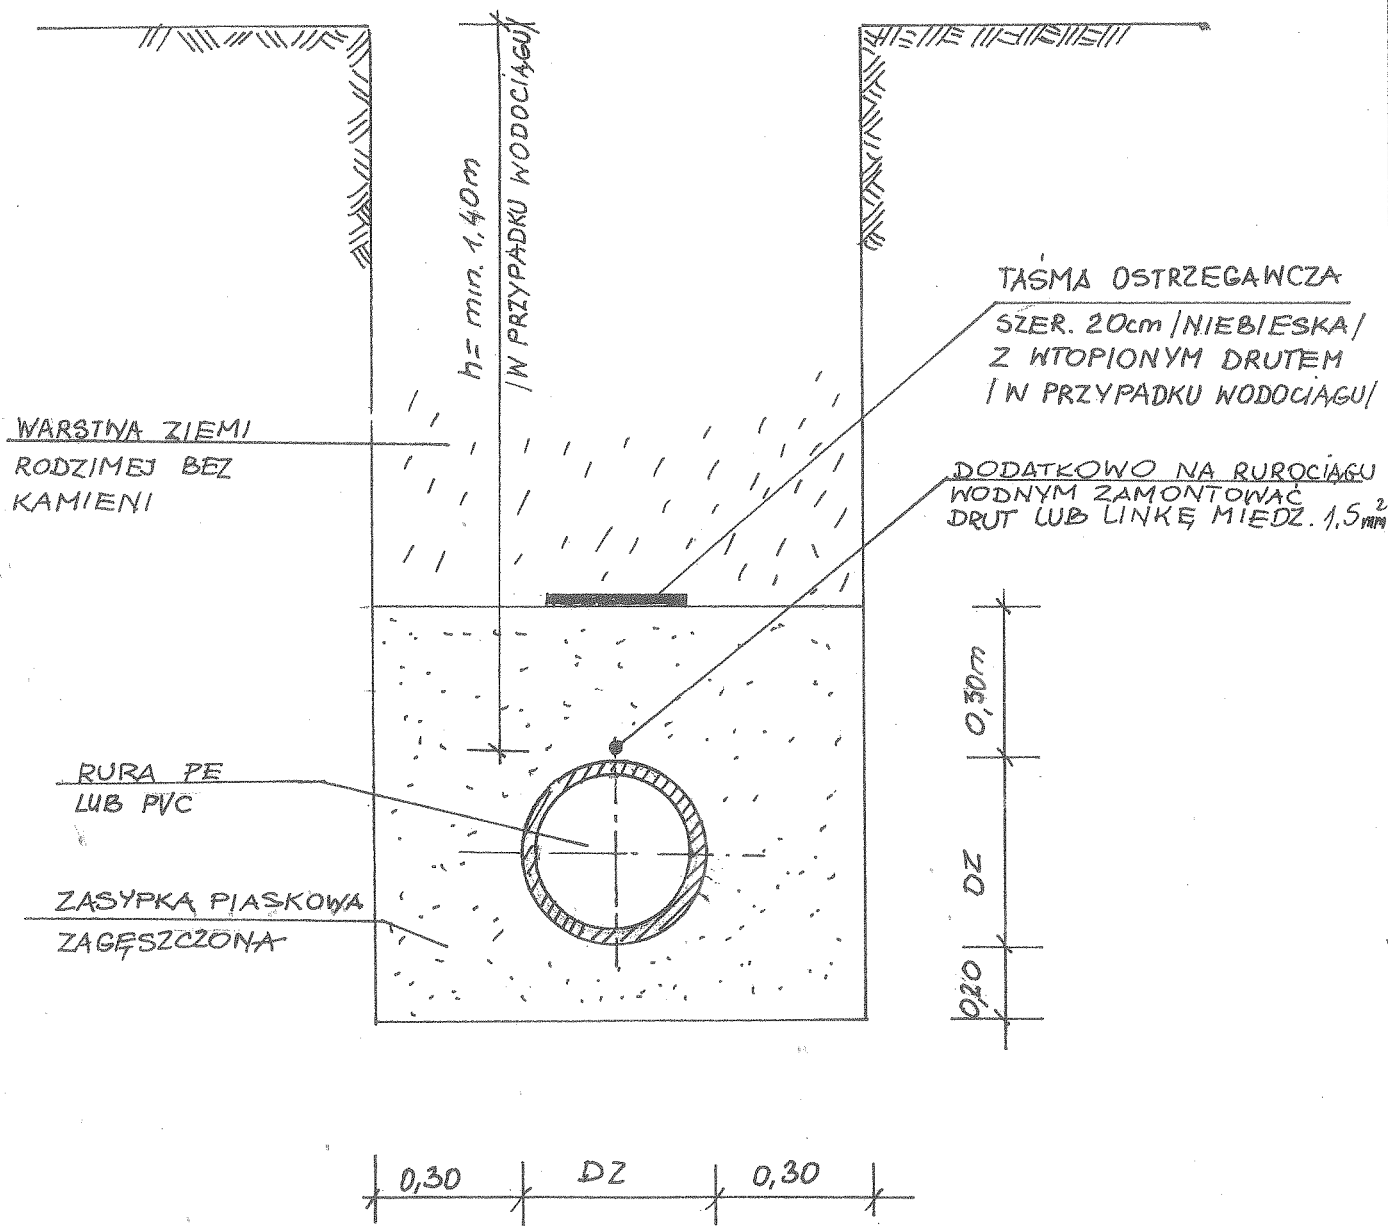 h= min. 1,40m
/W PRZYPADKU WODOCIĄGU/
TAŚMA OSTRZEGAWCZA
SZER. 20cm /NIEBIESKA/
Z WTOPIONYM DRUTEM
/W PRZYPADKU WODOCIĄGU/
WARSTWA ZIEMI
RODZIMEJ BEZ
KAMIENI
DODATKOWO NA RUROCIĄGU
WODNYM ZAMONTOWAĆ
DRUT LUB LINKĘ MIEDZ. 1,5mm²
0,30m
RURA PE
LUB PVC
DZ
ZASYPKA PIASKOWA
ZAGĘSZCZONA
0,20
0,30 DZ 0,30